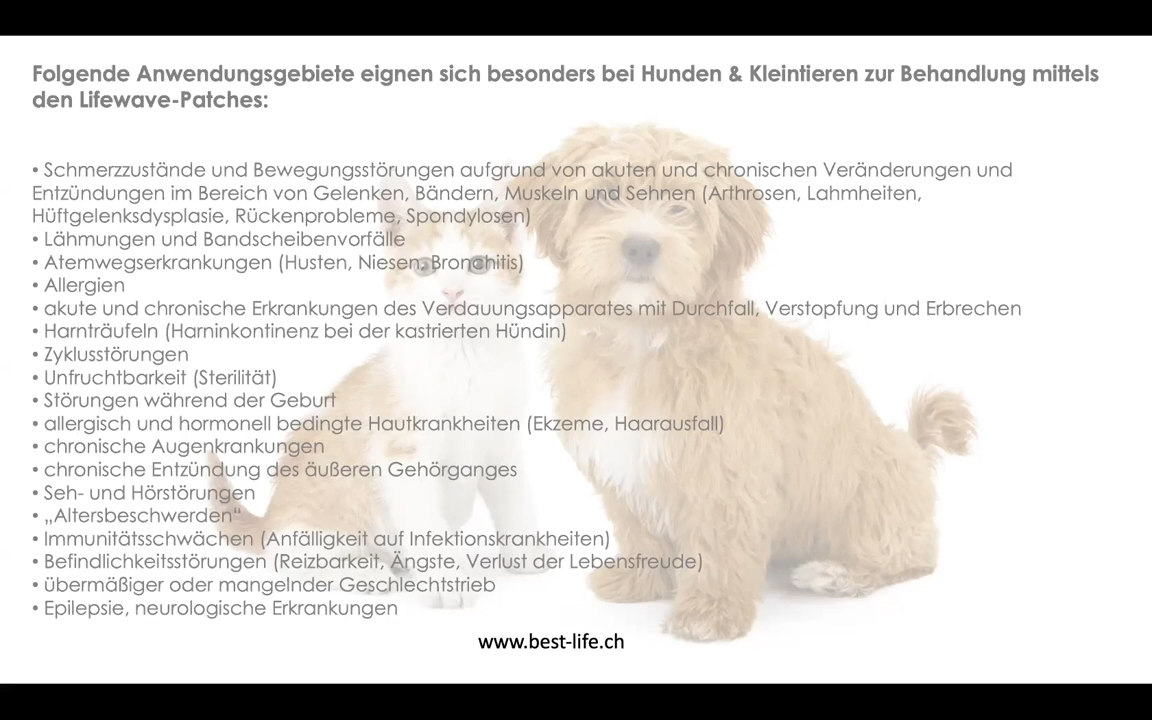 Folgende Anwendungsgebiete eignen sich besonders bei Hunden & Kleintieren zur Behandlung mittels
den Lifewave-Patches:
• Schmerzzustände und Bewegungsstörungen aufgrund von akuten und chronischen Veränderungen und
Entzündungen im Bereich von Gelenken, Bändern, Muskeln und Sehnen (Arthrosen, Lahmheiten,
Hüftgelenksdysplasie, Rückenprobleme, Spondylosen)
• Lähmungen und Bandscheibenvorfälle
• Atemwegserkrankungen (Husten, Niesen, Bronchitis)
• Allergien
• akute und chronische Erkrankungen des Verdauungsapparates mit Durchfall, Verstopfung und Erbrechen
• Harnträufeln (Harninkontinenz bei der kastrierten Hündin)
• Zyklusstörungen
• Unfruchtbarkeit (Sterilität)
• Störungen während der Geburt
• allergisch und hormonell bedingte Hautkrankheiten (Ekzeme, Haarausfall)
• chronische Augenkrankungen
• chronische Entzündung des äußeren Gehörganges
• Seh- und Hörstörungen
• „Altersbeschwerden“
• Immunitätsschwächen (Anfälligkeit auf Infektionskrankheiten)
• Befindlichkeitsstörungen (Reizbarkeit, Ängste, Verlust der Lebensfreude)
• übermäßiger oder mangelnder Geschlechtstrieb
• Epilepsie, neurologische Erkrankungen
www.best-life.ch